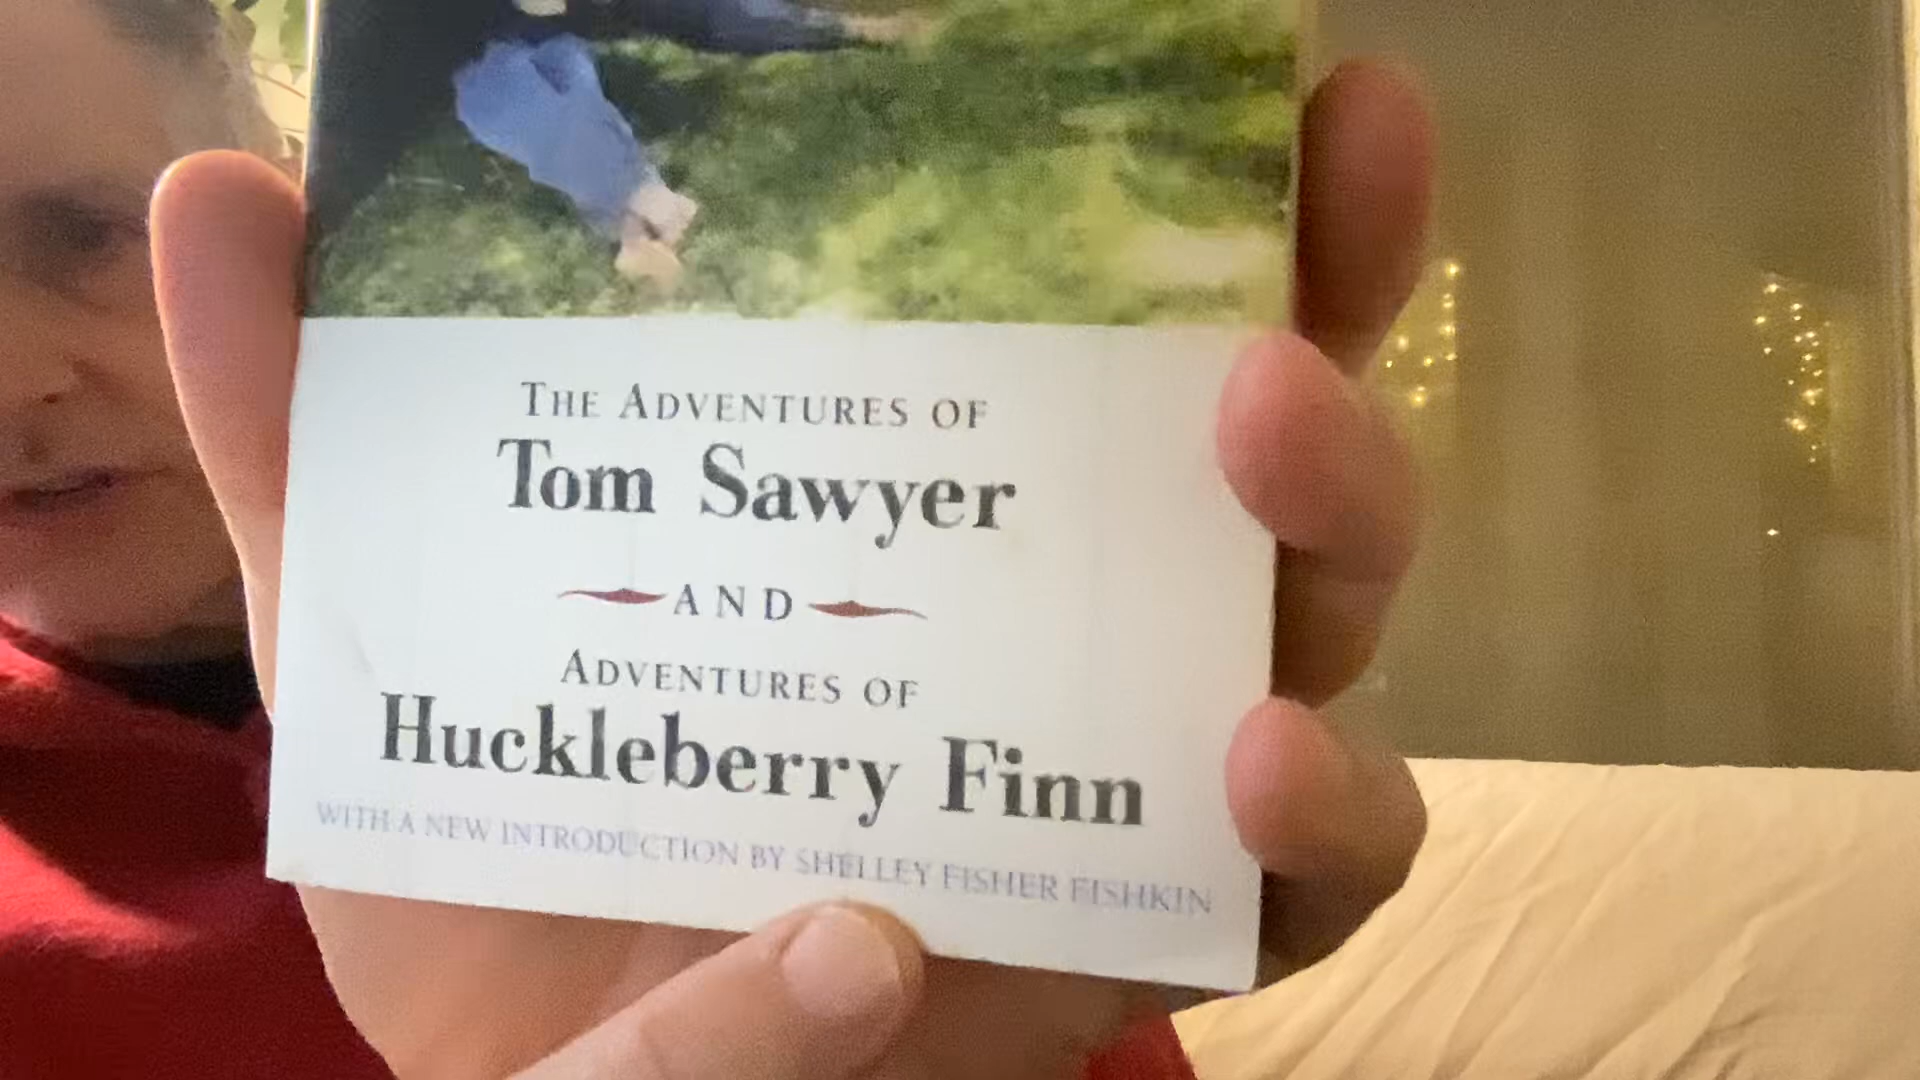 THE ADVENTURES OF
Tom Sawyer
AND
ADVENTURES OF
Huckleberry Finn
WITH A NEW INTRODUCTION BY SHELLEY FISHER FISHKIN